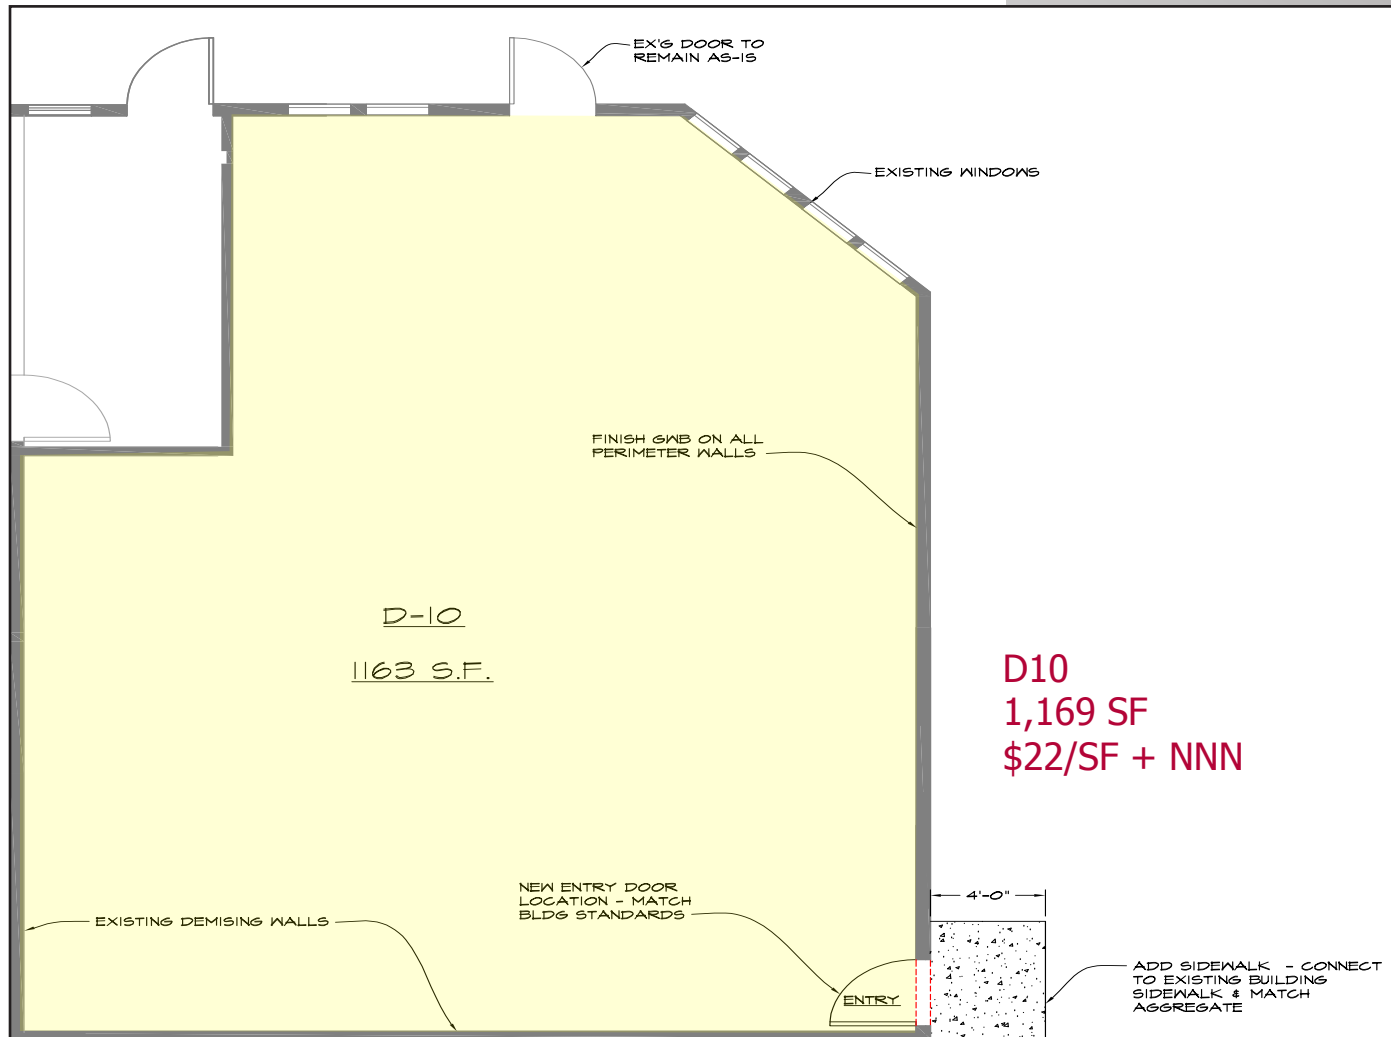 EX'G DOOR TO
REMAIN AS-IS
EXISTING WINDOWS
FINISH GWB ON ALL
PERIMETER WALLS
D-10
1163 S.F.
D10
1,169 SF
$22/SF + NNN
NEW ENTRY DOOR
LOCATION - MATCH
BLDG STANDARDS
4'-0"
EXISTING DEMISING WALLS
ADD SIDEWALK - CONNECT
TO EXISTING BUILDING
SIDEWALK & MATCH
AGGREGATE
ENTRY